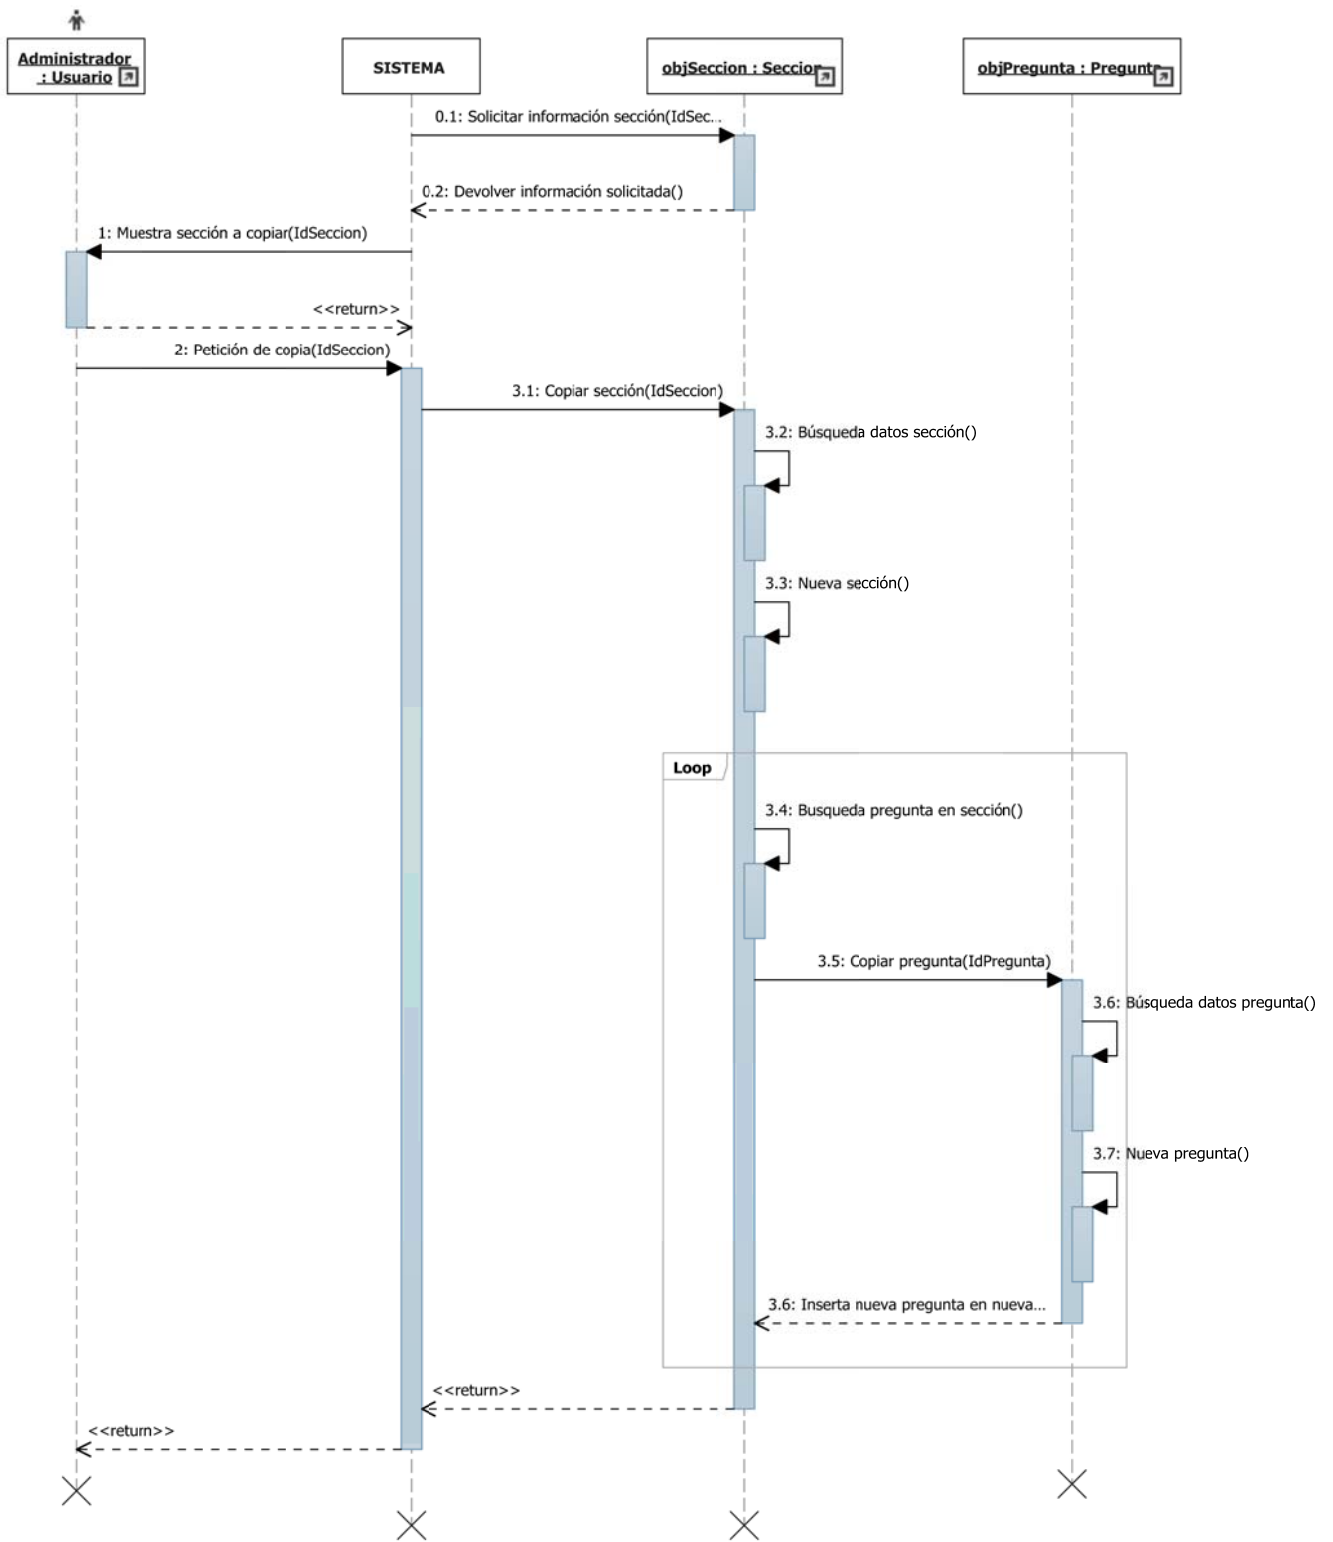 Administrador
: Usuario
SISTEMA
objSeccion : Seccion
objPregunta : Pregunta
0.1: Solicitar información sección(IdSec...
0.2: Devolver información solicitada()
1: Muestra sección a copiar(IdSeccion)
<<return>>
2: Petición de copia(IdSeccion)
3.1: Copiar sección(IdSeccion)
3.2: Búsqueda datos sección()
3.3: Nueva sección()
Loop
3.4: Busqueda pregunta en sección()
3.5: Copiar pregunta(IdPregunta)
3.6: Búsqueda datos pregunta()
3.7: Nueva pregunta()
3.6: Inserta nueva pregunta en nueva...
<<return>>
<<return>>